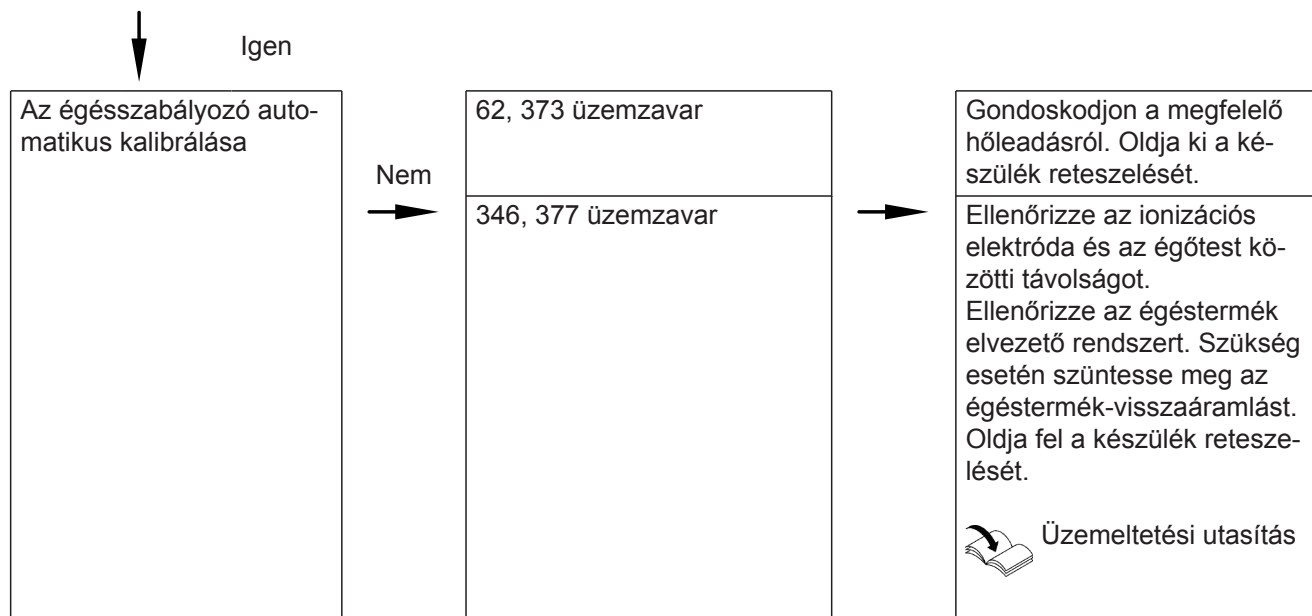 Igen
Az égésszabályozó auto-
matikus kalibrálása
Nem
62, 373 üzemzavar
Gondoskodjon a megfelelő
hőleadásról. Oldja ki a ké-
szülék reteszelését.
346, 377 üzemzavar
Ellenőrizze az ionizációs
elektróda és az égőtest kö-
zötti távolságot.
Ellenőrizze az égéstermék
elvezető rendszert. Szükség
esetén szüntesse meg az
égéstermék-visszaáramlást.
Oldja fel a készülék retesze-
lését.
Üzemeltetési utasítás